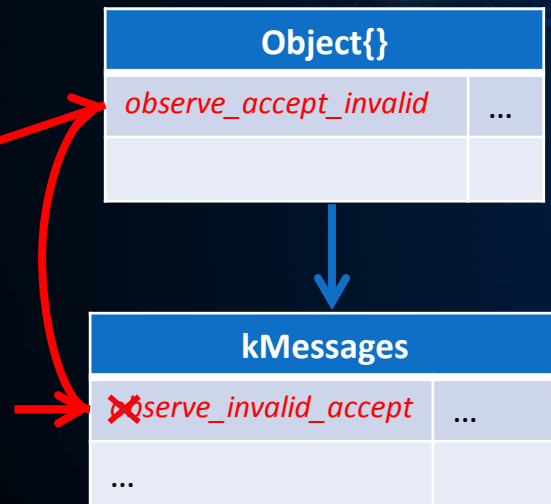 Object{}
observe_accept_invalid ...
kMessages
observe_invalid_accept ...
...